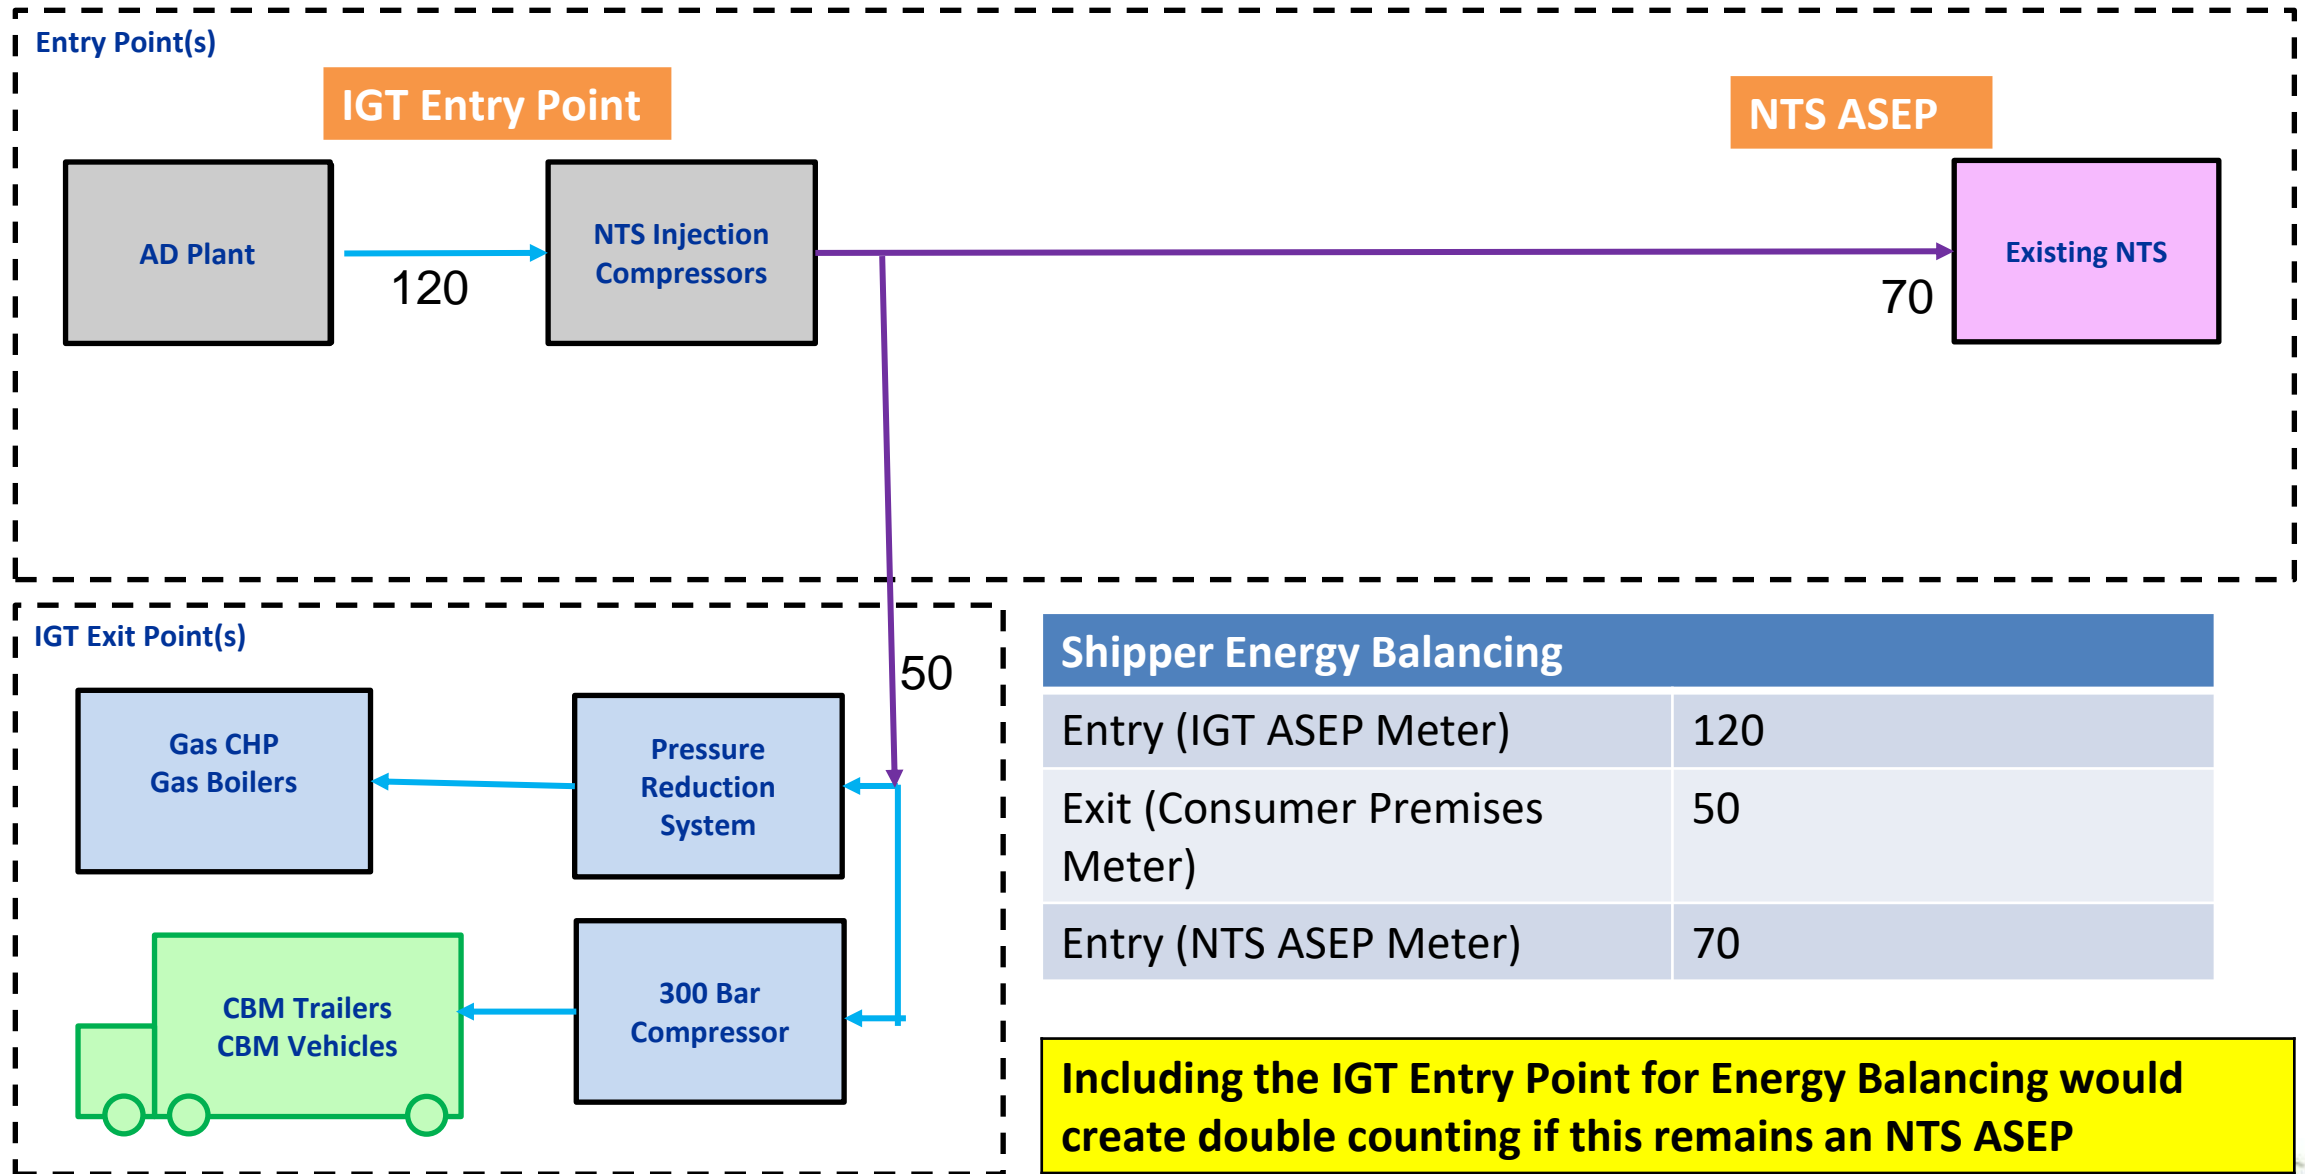 Entry Point(s)
IGT Entry Point
NTS ASEP
AD Plant
120
NTS Injection
Compressors
70
Existing NTS
IGT Exit Point(s)
50
Gas CHP
Gas Boilers
Pressure
Reduction
System
CBM Trailers
CBM Vehicles
300 Bar
Compressor
Shipper Energy Balancing
Entry (IGT ASEP Meter) 120
Exit (Consumer Premises 50
Meter)
Entry (NTS ASEP Meter) 70
Including the IGT Entry Point for Energy Balancing would
create double counting if this remains an NTS ASEP